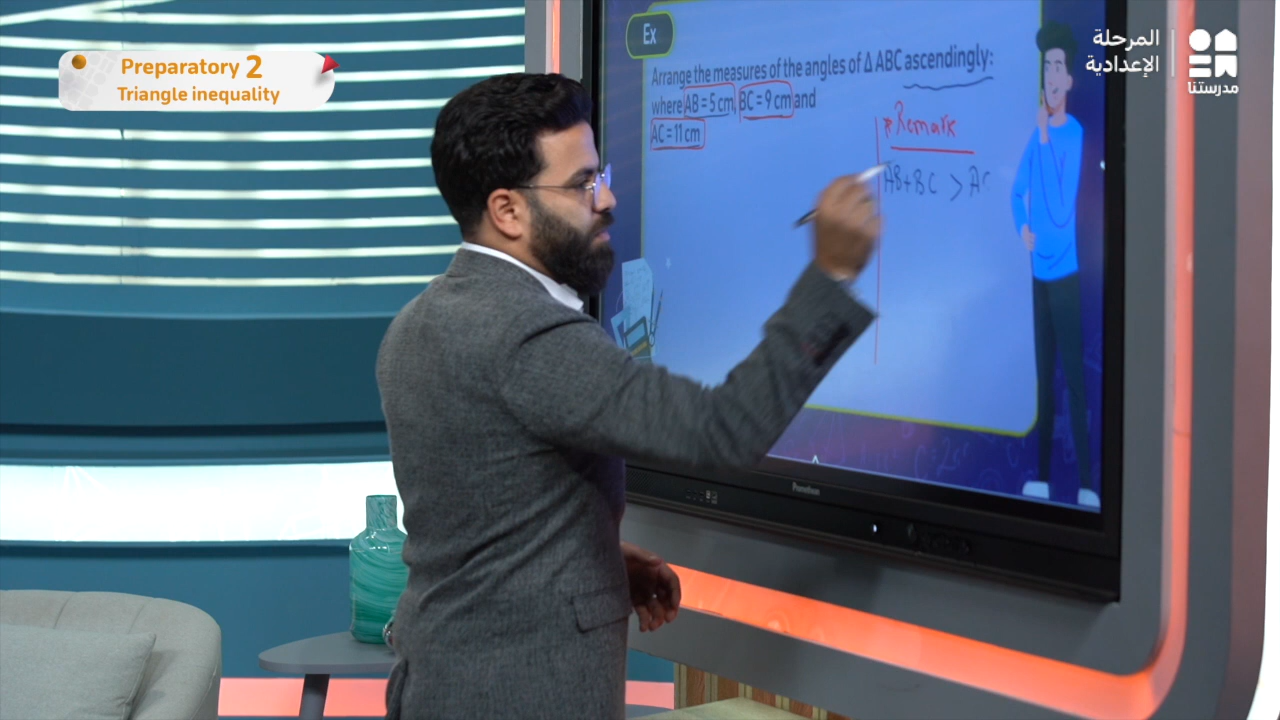 Preparatory 2
Triangle inequality
المرحلة
الإعدادية
مدرستنا
Ex
Arrange the measures of the angles of Δ ABC ascendingly:
where AB = 5 cm, BC = 9 cm and
AC = 11 cm
* Remark
AB+BC > AC
Promethean